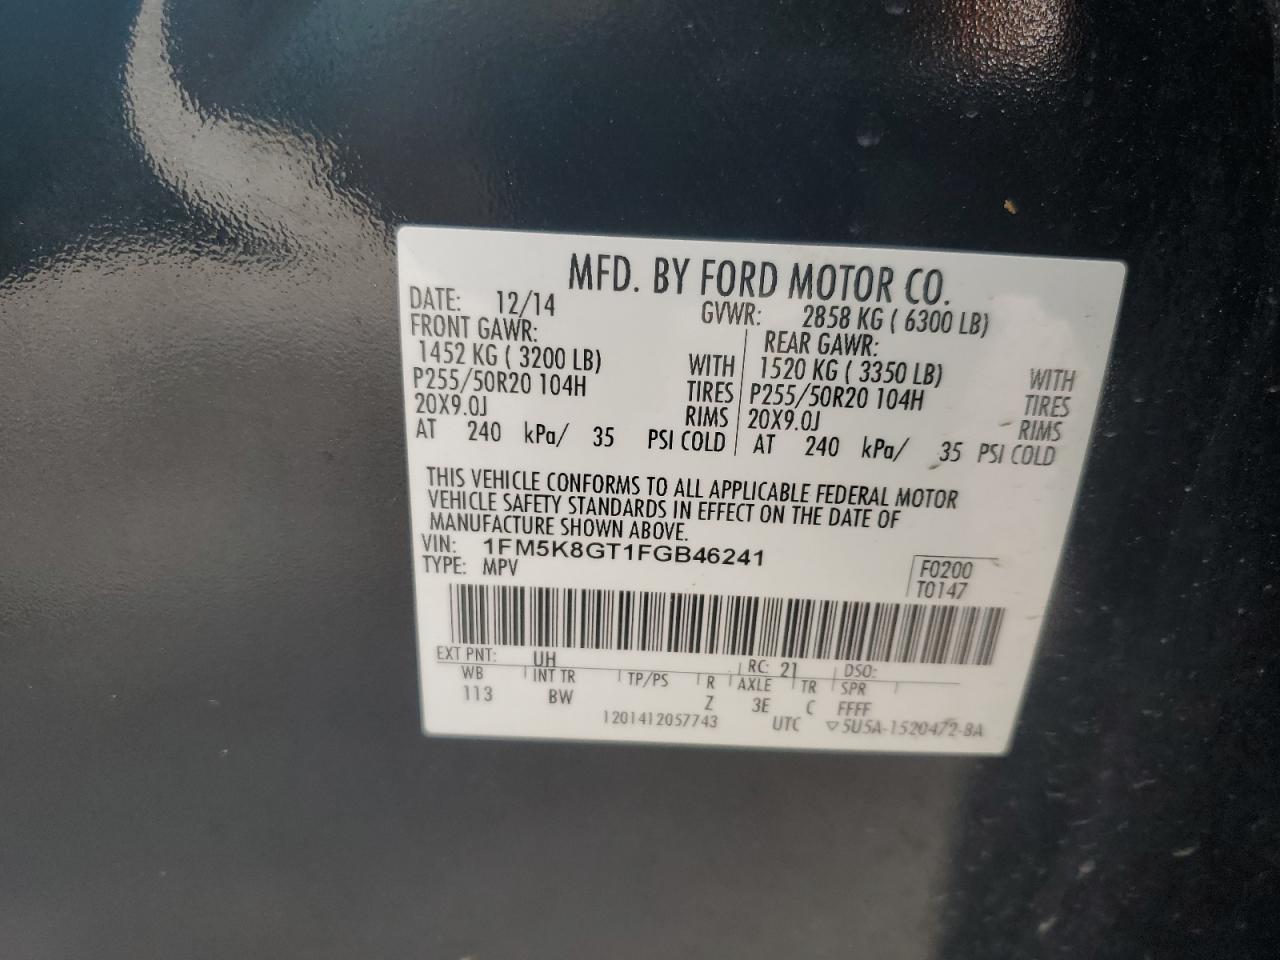 MFD. BY FORD MOTOR CO.
DATE: 12/14 GVWR: 2858 KG ( 6300 LB)
FRONT GAWR: REAR GAWR:
1452 KG ( 3200 LB) WITH 1520 KG ( 3350 LB) WITH
P255/50R20 104H TIRES P255/50R20 104H TIRES
20X9.0J RIMS 20X9.0J RIMS
AT 240 kPa/ 35 PSI COLD AT 240 kPa/ 35 PSI COLD
THIS VEHICLE CONFORMS TO ALL APPLICABLE FEDERAL MOTOR
VEHICLE SAFETY STANDARDS IN EFFECT ON THE DATE OF
MANUFACTURE SHOWN ABOVE.
VIN: 1FM5K8GT1FGB46241
TYPE: MPV F0200
T0147
EXT PNT: UH RC: 21 DSO:
WB INT TR TP/PS R AXLE TR SPR
113 BW Z 3E C FFFF
1201412057743 UTC ▽5U5A-1520472-BA